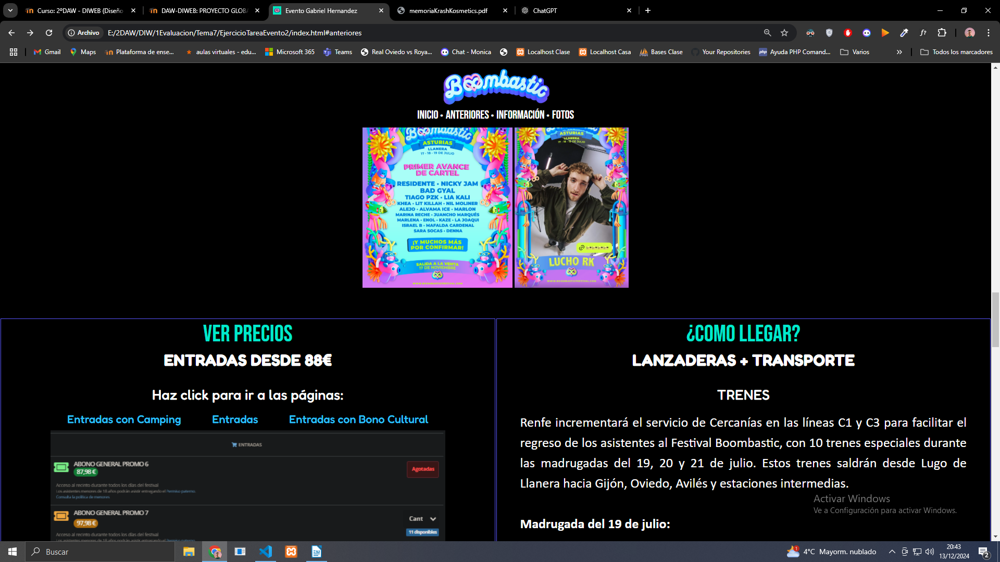 Curso: 2ºDAW - DIWEB (Diseño
DAW-DIWEB: PROYECTO GLOBA
Evento Gabriel Hernandez
memoriaKrashKosmetics.pdf
ChatGPT
Archivo
E:/2DAW/DIW/1Evaluacion/Tema7/EjercicioTareaEvento2/index.html#anteriores
Gmail
Maps
Plataforma de ense...
aulas virtuales - edu...
Microsoft 365
Teams
Real Oviedo vs Roya...
Chat - Monica
Localhost Clase
Localhost Casa
Bases Clase
Your Repositories
Ayuda PHP Comand...
Varios
Todos los marcadores
Boombastic
INICIO • ANTERIORES • INFORMACIÓN • FOTOS
Boombastic
ASTURIAS
LLANERA
17 - 18 - 19 DE JULIO
PRIMER AVANCE
DE CARTEL
RESIDENTE • NICKY JAM
BAD GYAL
TIAGO PZK • LIA KALI
KHEA • LIT KILLAH • NIL MOLINER
ALEJO • ALVAMA ICE • MARLON
MARINA RECHE • JUANCHO MARQUÉS
MARLENA • ENOL • KAZE • LA JOAQUI
ISRAEL B • MAFALDA CARDENAL
SARA SOCAS • DENNA
¡Y MUCHOS MÁS
POR CONFIRMAR!
SALIDA A LA VENTA
17 DE NOVIEMBRE
WWW.BOOMBASTICFESTIVAL.COM
ASTURIAS
LLANERA
17 - 18 - 19 DE JULIO
LUCHO RK
WWW.BOOMBASTICFESTIVAL.COM
VER PRECIOS
ENTRADAS DESDE 88€
Haz click para ir a las páginas:
Entradas con Camping
Entradas
Entradas con Bono Cultural
ENTRADAS
ABONO GENERAL PROMO 6
87,98 €
Agotadas
Acceso al recinto durante todos los días del festival
Los asistentes menores de 18 años podrán asistir entregando el Permiso paterno.
Consulta la política de menores
ABONO GENERAL PROMO 7
97,98 €
Cant
11 disponibles
Acceso al recinto durante todos los días del festival
¿COMO LLEGAR?
LANZADERAS + TRANSPORTE
TRENES
Renfe incrementará el servicio de Cercanías en las líneas C1 y C3 para facilitar el
regreso de los asistentes al Festival Boombastic, con 10 trenes especiales durante
las madrugadas del 19, 20 y 21 de julio. Estos trenes saldrán desde Lugo de
Llanera hacia Gijón, Oviedo, Avilés y estaciones intermedias.
Madrugada del 19 de julio:
Activar Windows
Ve a Configuración para activar Windows.
Buscar
1
4°C Mayorm. nublado
20:43
13/12/2024
2